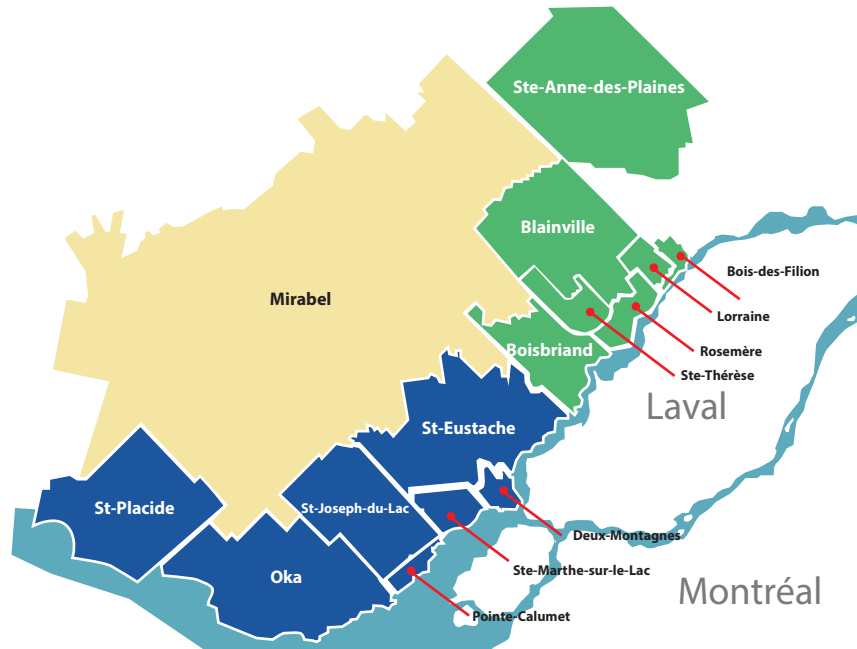 Ste-Anne-des-Plaines
Blainville
Bois-des-Filion
Mirabel
Lorraine
Rosemère
Boisbriand
Ste-Thérèse
Laval
St-Eustache
St-Placide
St-Joseph-du-Lac
Deux-Montagnes
Ste-Marthe-sur-le-Lac
Oka
Montréal
Pointe-Calumet